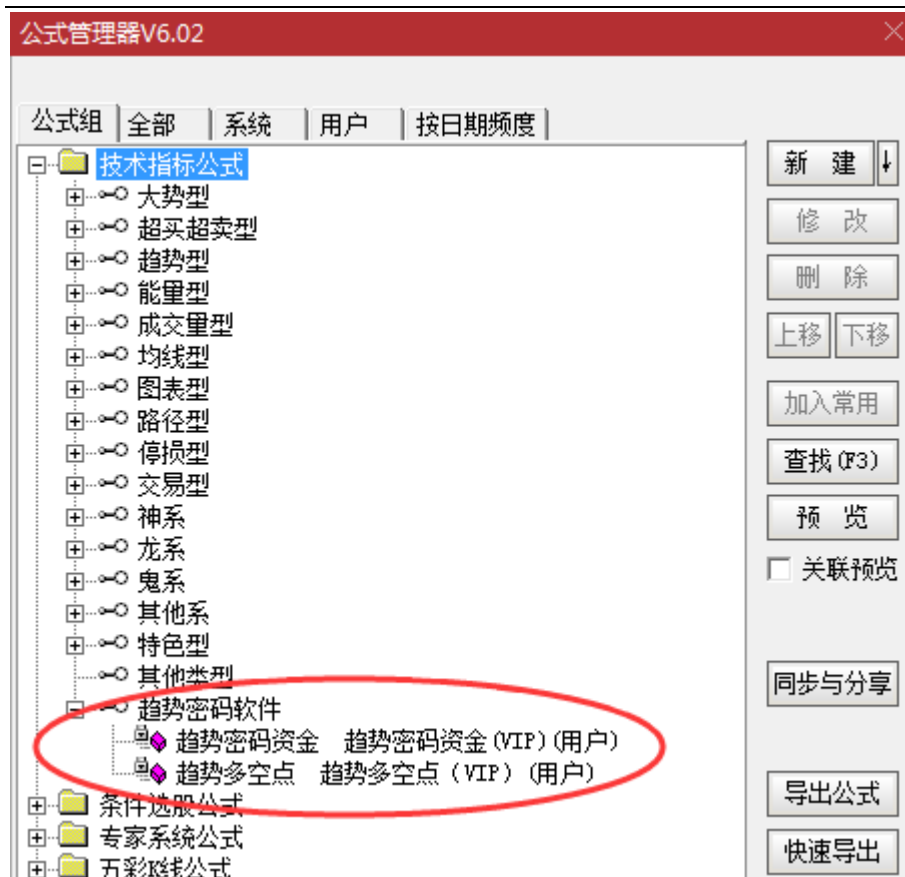 公式管理器V6.02
公式组 全部 系统 用户 按日期频度
技术指标公式
大势型
超买超卖型
趋势型
能量型
成交量型
均线型
图表型
路径型
停损型
交易型
神系
龙系
鬼系
其他系
特色型
其他类型
趋势密码软件
趋势密码资金 趋势密码资金(VIP)(用户)
趋势多空点 趋势多空点（VIP）(用户)
条件选股公式
专家系统公式
五彩K线公式
新 建
修 改
删 除
上移 下移
加入常用
查找(F3)
预 览
关联预览
同步与分享
导出公式
快速导出